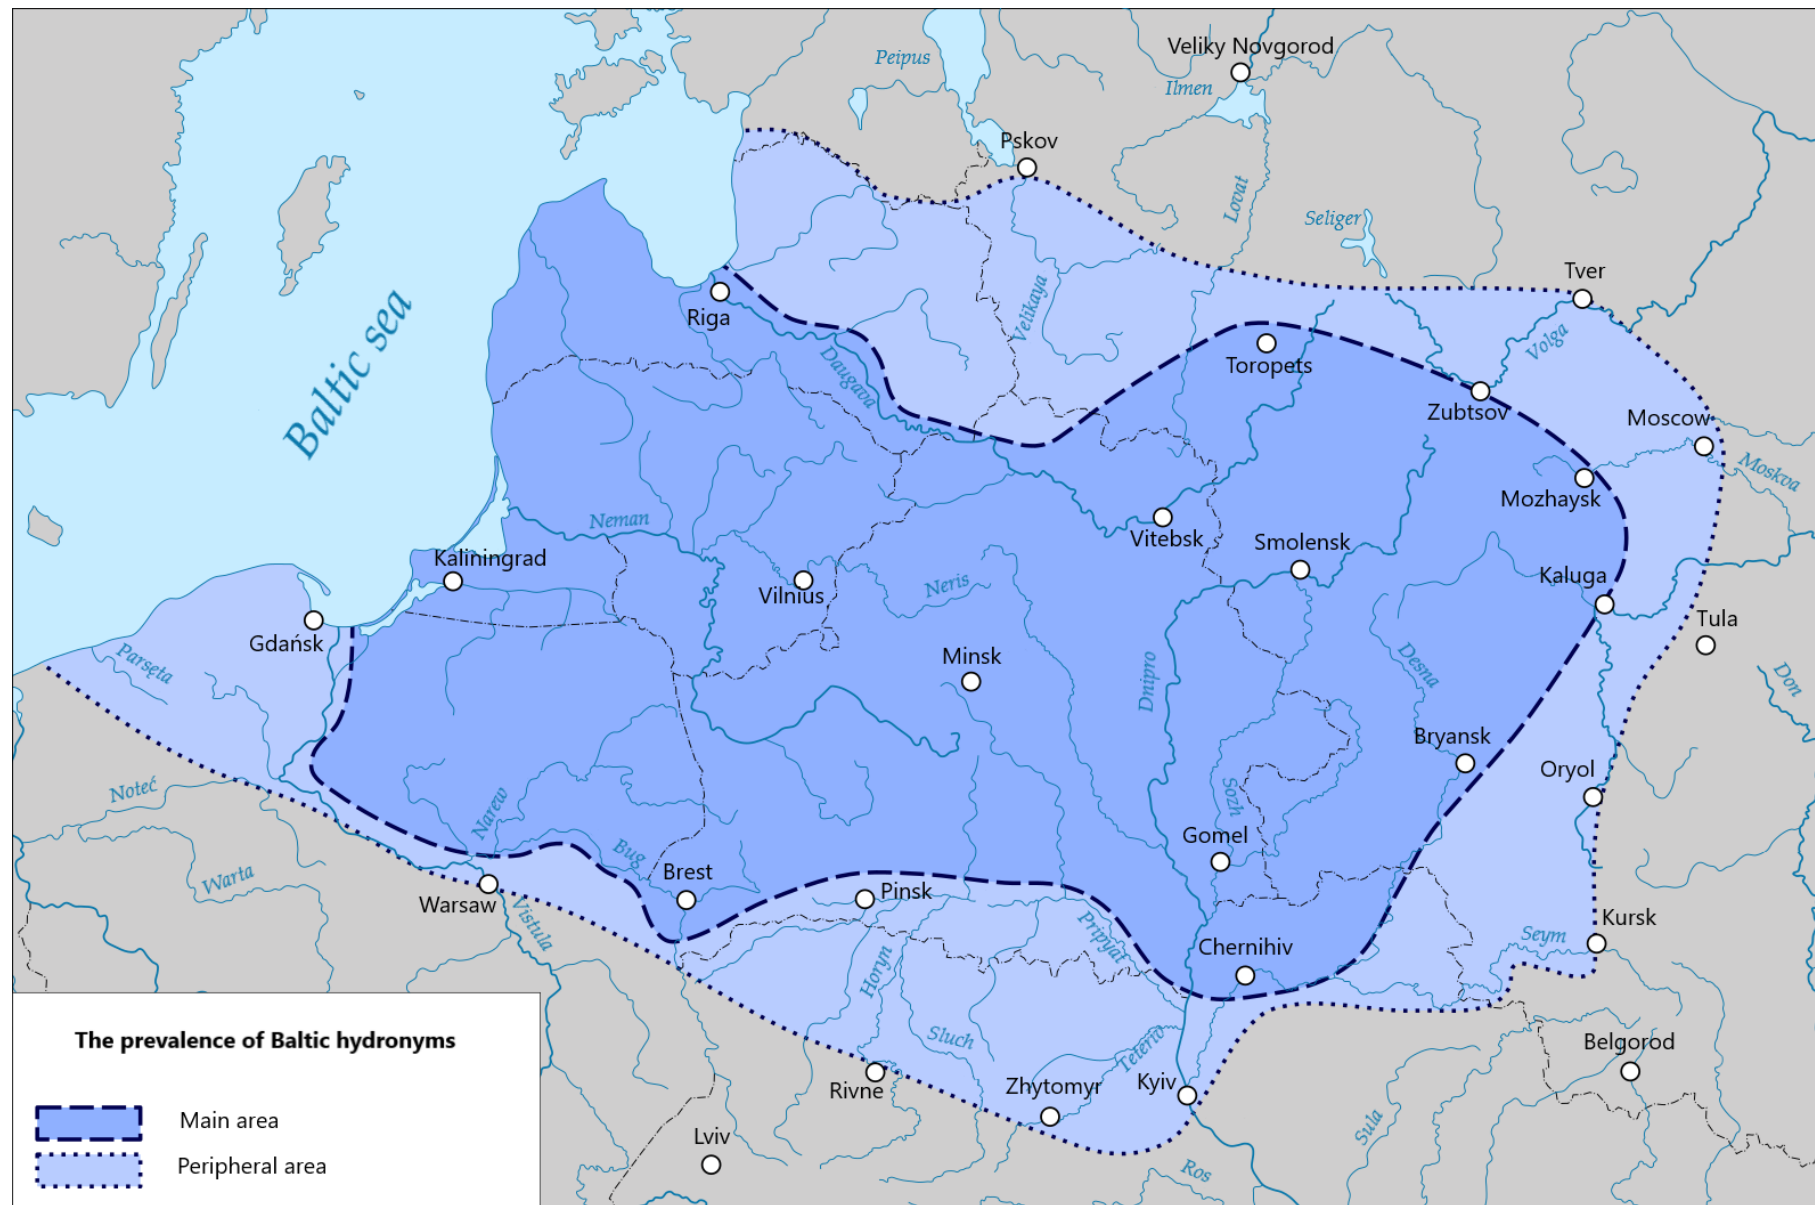 Veliky Novgorod
Peipus
Ilmen
Pskov
Lovat
Seliger
Tver
Baltic sea
Riga
Velikaya
Volga
Daugava
Toropets
Zubtsov
Moscow
Moskva
Mozhaysk
Neman
Vitebsk
Smolensk
Kaliningrad
Vilnius
Neris
Kaluga
Gdańsk
Tula
Parsęta
Minsk
Dnipro
Desna
Don
Bryansk
Oryol
Noteć
Narew
Sozh
Gomel
Bug
Brest
Warta
Warsaw
Pinsk
Vistula
Pripyat
Kursk
Seym
Chernihiv
Horyn
Sluch
Teteriv
Belgorod
Rivne
Zhytomyr
Kyiv
Sula
Lviv
Ros
The prevalence of Baltic hydronyms
Main area
Peripheral area